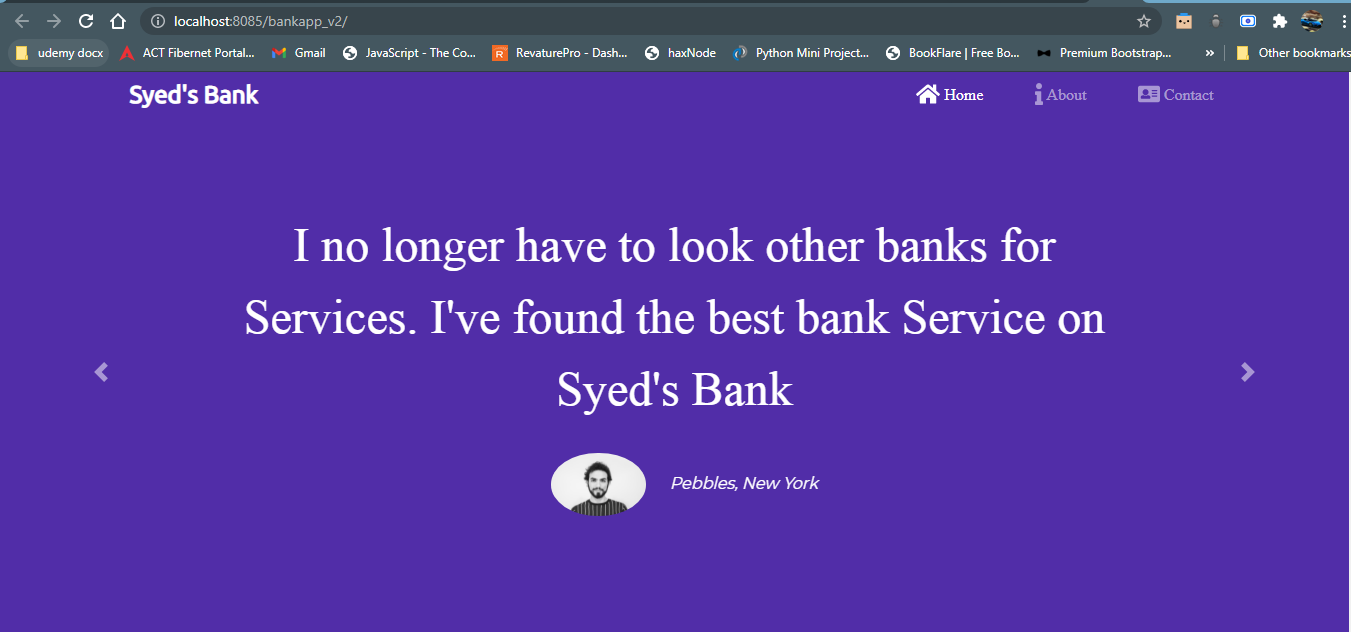 localhost:8085/bankapp_v2/
udemy docx ACT Fibernet Portal... Gmail JavaScript - The Co... RevaturePro - Dash... haxNode Python Mini Project... BookFlare | Free Bo... Premium Bootstrap... » Other bookmarks
Syed's Bank Home About Contact
I no longer have to look other banks for
Services. I've found the best bank Service on
Syed's Bank
Pebbles, New York